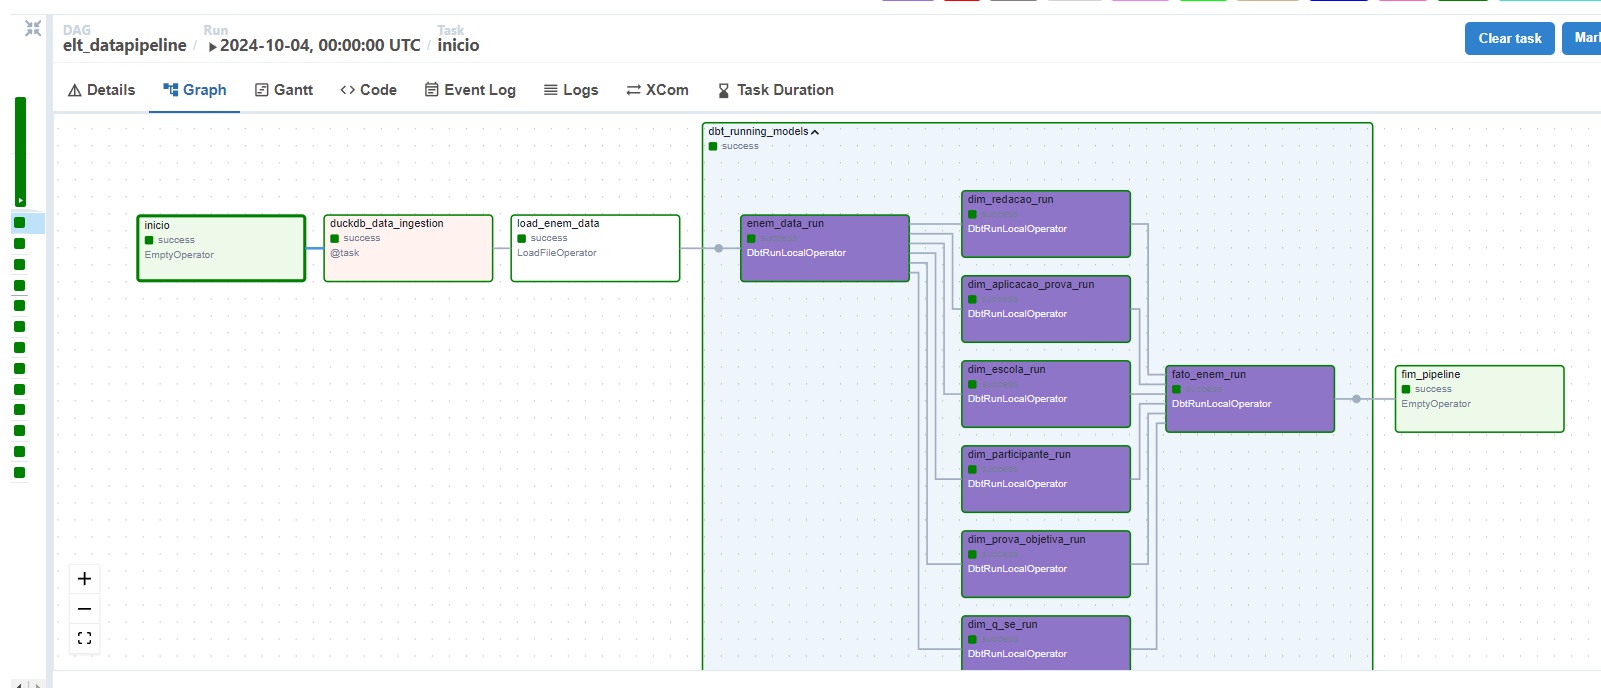 DAG
Run
Task
elt_datapipeline / 2024-10-04, 00:00:00 UTC / inicio
Clear task
Details
Graph
Gantt
Code
Event Log
Logs
XCom
Task Duration
dbt_running_models
success
inicio
success
EmptyOperator
duckdb_data_ingestion
success
@task
load_enem_data
success
LoadFileOperator
enem_data_run
success
DbtRunLocalOperator
dim_redacao_run
success
DbtRunLocalOperator
dim_aplicacao_prova_run
success
DbtRunLocalOperator
dim_escola_run
success
DbtRunLocalOperator
dim_participante_run
success
DbtRunLocalOperator
dim_prova_objetiva_run
success
DbtRunLocalOperator
dim_q_se_run
success
DbtRunLocalOperator
fato_enem_run
success
DbtRunLocalOperator
fim_pipeline
success
EmptyOperator